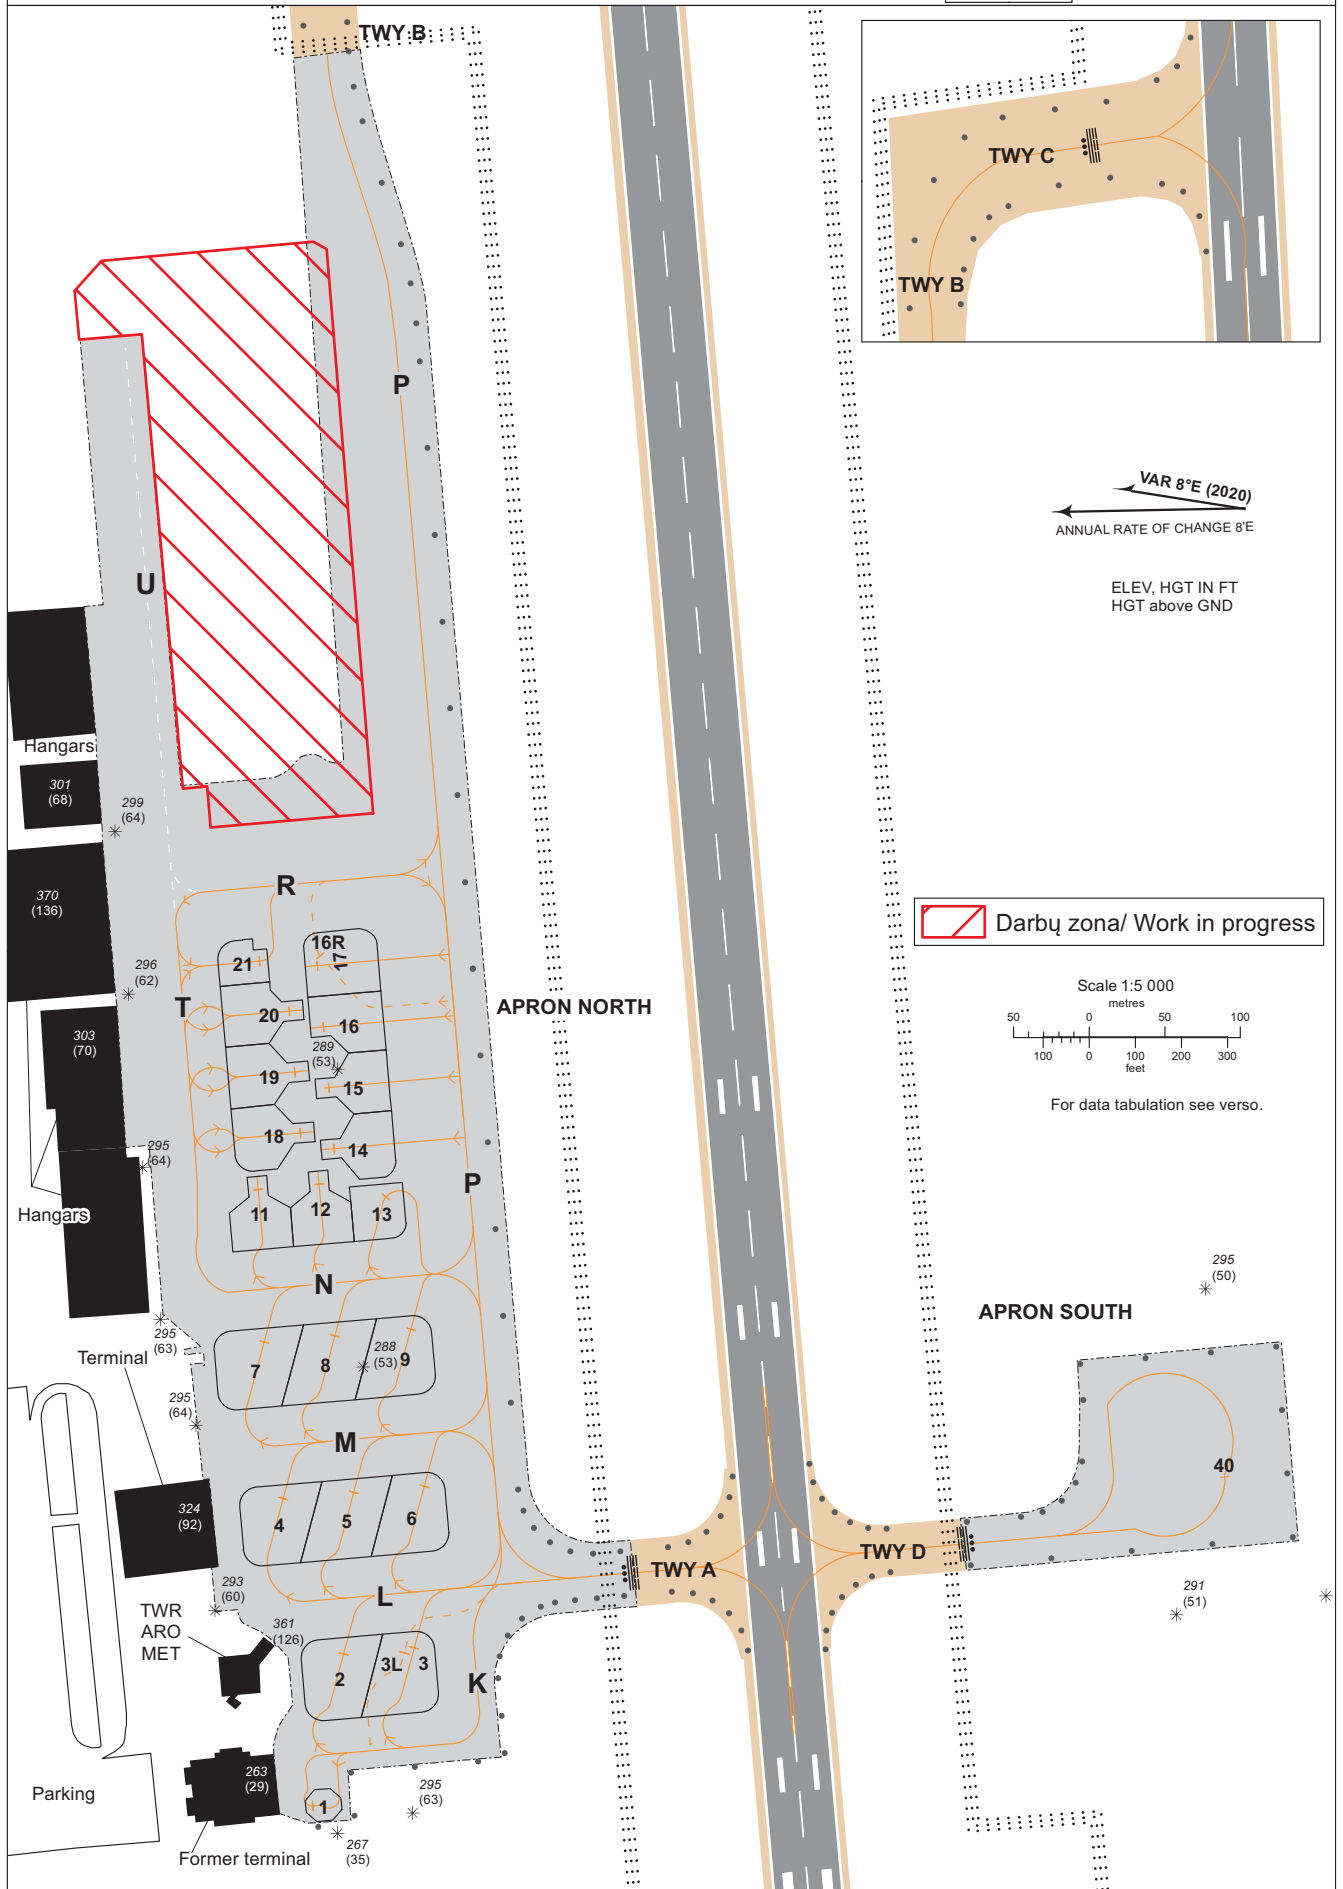 TWY B
TWY C
TWY B
P
VAR 8°E (2020)
ANNUAL RATE OF CHANGE 8'E
ELEV, HGT IN FT
HGT above GND
U
Hangars
301
(68)
299
(64)
370
(136)
R
Darbų zona/ Work in progress
16R
17
21
296
(62)
T
20
16
APRON NORTH
Scale 1:5 000
metres
50 0 50 100
100 0 100 200 300
feet
For data tabulation see verso.
303
(70)
289
(53)
19
15
18
14
295
(64)
P
Hangars
11
12
13
N
295
(50)
APRON SOUTH
295
(63)
Terminal
7
8
288
(53)
9
295
(64)
M
40
324
(92)
4
5
6
TWY A
TWY D
293
(60)
L
291
(51)
TWR
ARO
MET
361
(126)
2
3L
3
K
263
(29)
Parking
1
295
(63)
267
(35)
Former terminal